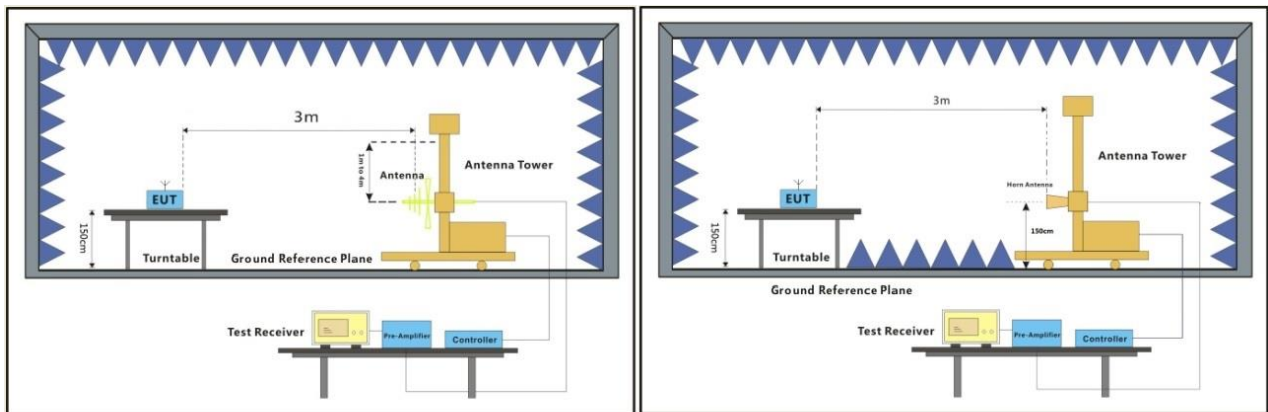 3m
1m to 4m
Antenna
Antenna Tower
EUT
150cm
Turntable
Ground Reference Plane
Test Receiver
Pre-Amplifier
Controller
3m
Antenna Tower
Horn Antenna
EUT
150cm
150cm
Turntable
Ground Reference Plane
Test Receiver
Pre-Amplifier
Controller